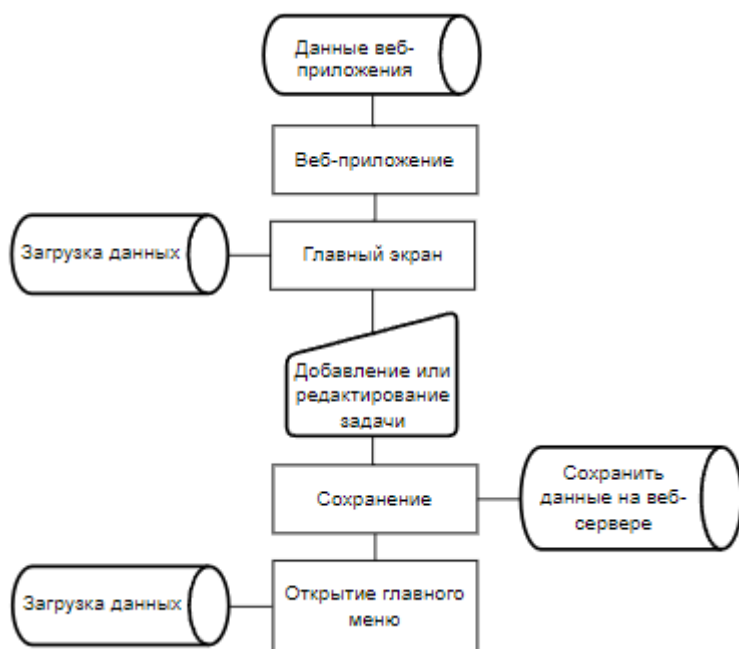 Данные веб-
приложения
Веб-приложение
Загрузка данных
Главный экран
Добавление или
редактирование
задачи
Сохранение
Сохранить
данные на веб-
сервере
Загрузка данных
Открытие главного
меню